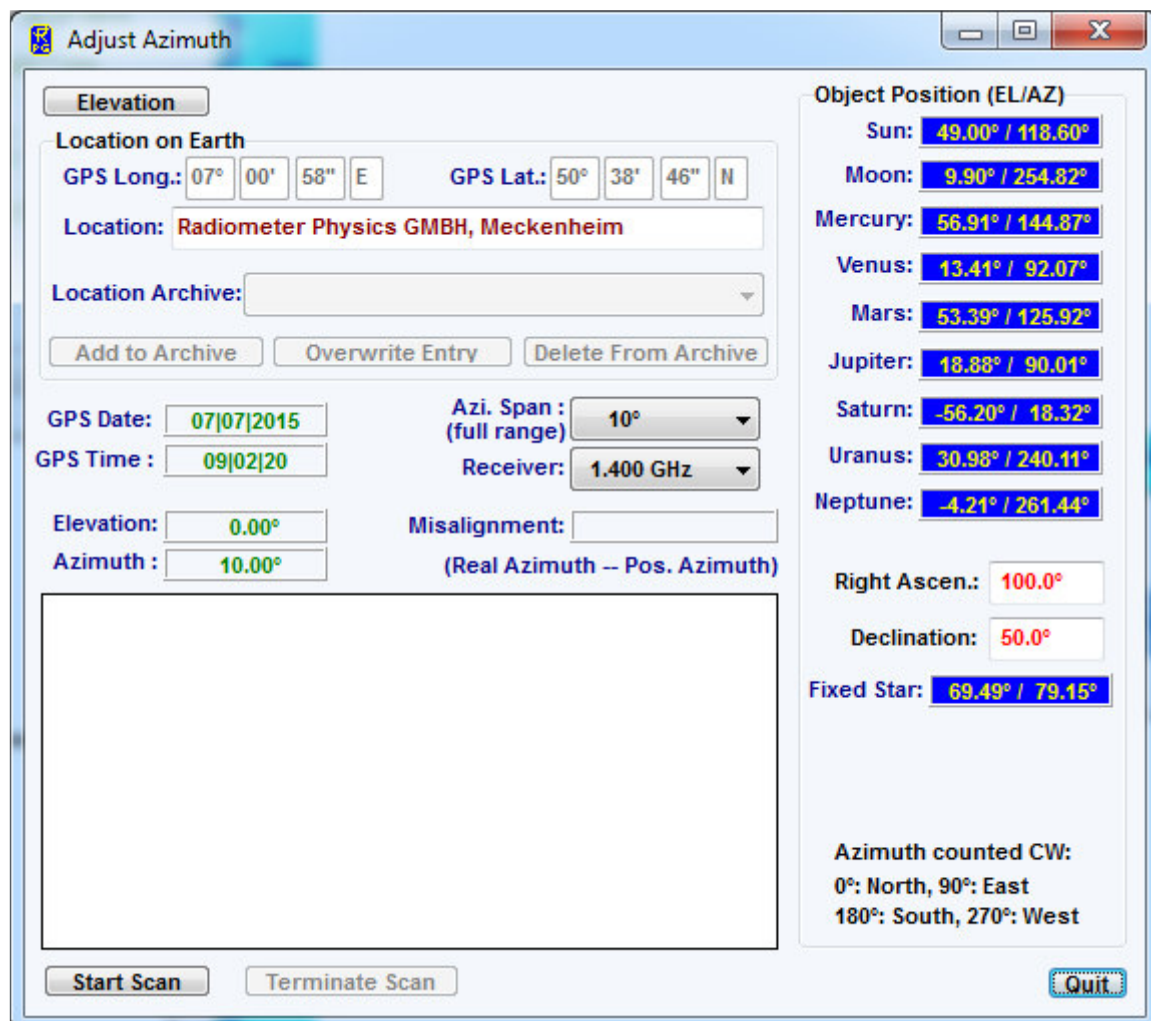 Adjust Azimuth
Elevation
Location on Earth
GPS Long.: 07° 00' 58" E GPS Lat.: 50° 38' 46" N
Location: Radiometer Physics GMBH, Meckenheim
Location Archive:
Add to Archive Overwrite Entry Delete From Archive
GPS Date: 07|07|2015
GPS Time : 09|02|20
Azi. Span :
(full range) 10°
Receiver: 1.400 GHz
Elevation: 0.00°
Azimuth : 10.00°
Misalignment:
(Real Azimuth -- Pos. Azimuth)
Start Scan Terminate Scan
Object Position (EL/AZ)
Sun: 49.00° / 118.60°
Moon: 9.90° / 254.82°
Mercury: 56.91° / 144.87°
Venus: 13.41° / 92.07°
Mars: 53.39° / 125.92°
Jupiter: 18.88° / 90.01°
Saturn: -56.20° / 18.32°
Uranus: 30.98° / 240.11°
Neptune: -4.21° / 261.44°
Right Ascen.: 100.0°
Declination: 50.0°
Fixed Star: 69.49° / 79.15°
Azimuth counted CW:
0°: North, 90°: East
180°: South, 270°: West
Quit